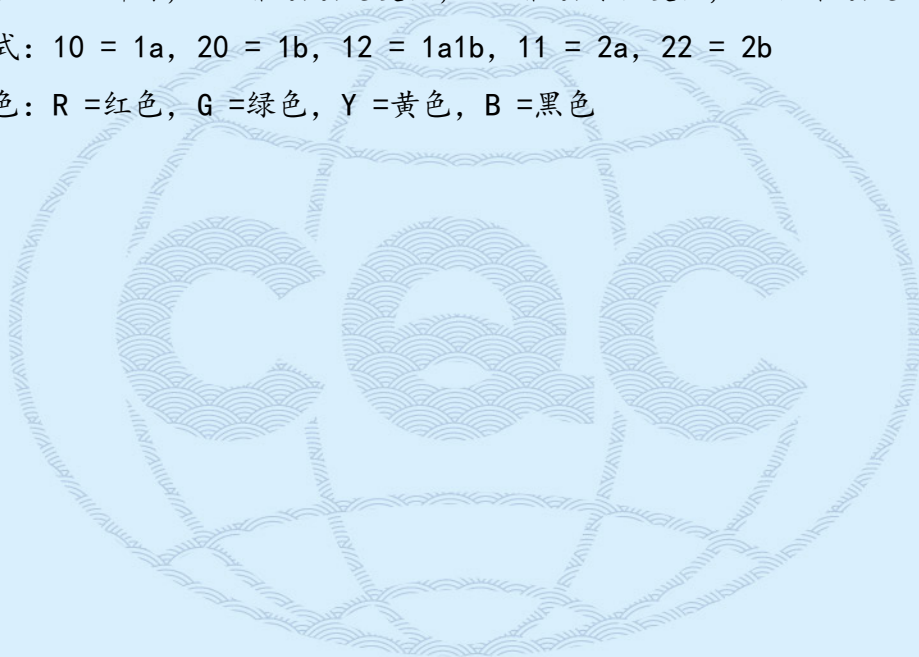 式: 10 = 1a, 20 = 1b, 12 = 1a1b, 11 = 2a, 22 = 2b
色: R =红色, G =绿色, Y =黄色, B =黑色
CQC